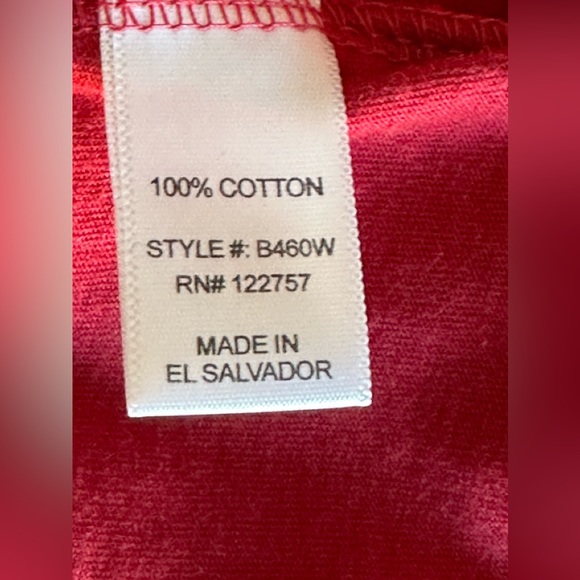 100% COTTON
STYLE #: B460W
RN# 122757
MADE IN
EL SALVADOR